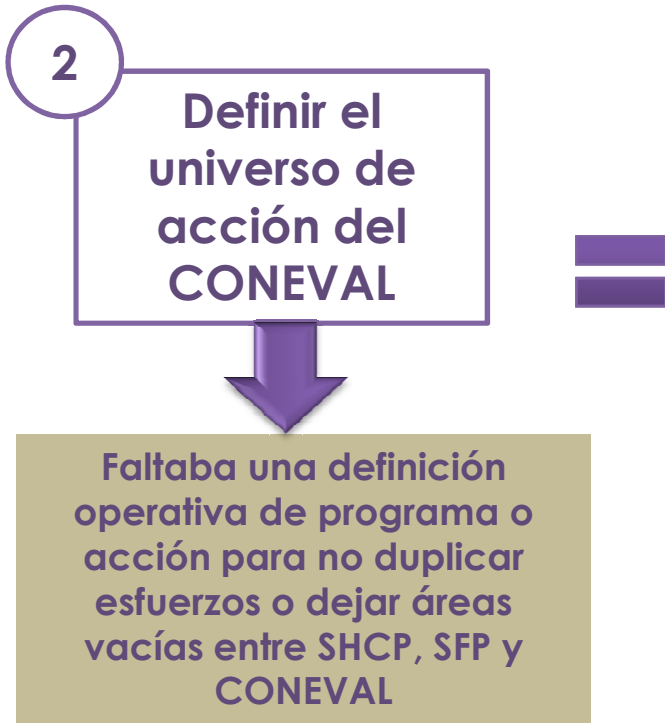 2
Definir el
universo de
acción del
CONEVAL
Faltaba una definición
operativa de programa o
acción para no duplicar
esfuerzos o dejar áreas
vacías entre SHCP, SFP y
CONEVAL